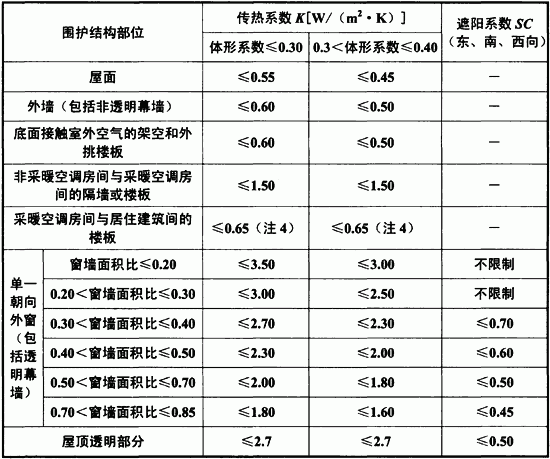 围护结构部位
传热系数 K[W/（m²·K）]
遮阳系数 SC
（东、南、西向）
体形系数≤0.30
0.3＜体形系数≤0.40
屋面
≤0.55
≤0.45
－
外墙（包括非透明幕墙）
≤0.60
≤0.50
－
底面接触室外空气的架空和外
挑楼板
≤0.60
≤0.50
－
非采暖空调房间与采暖空调房
间的隔墙或楼板
≤1.50
≤1.50
－
采暖空调房间与居住建筑间的
楼板
≤0.65（注 4）
≤0.65（注 4）
－
单一
朝向
外窗
（包
括透
明幕
墙）
窗墙面积比≤0.20
≤3.50
≤3.00
不限制
0.20＜窗墙面积比≤0.30
≤3.00
≤2.50
不限制
0.30＜窗墙面积比≤0.40
≤2.70
≤2.30
≤0.70
0.40＜窗墙面积比≤0.50
≤2.30
≤2.00
≤0.60
0.50＜窗墙面积比≤0.70
≤2.00
≤1.80
≤0.50
0.70＜窗墙面积比≤0.85
≤1.80
≤1.60
≤0.45
屋顶透明部分
≤2.7
≤2.7
≤0.50